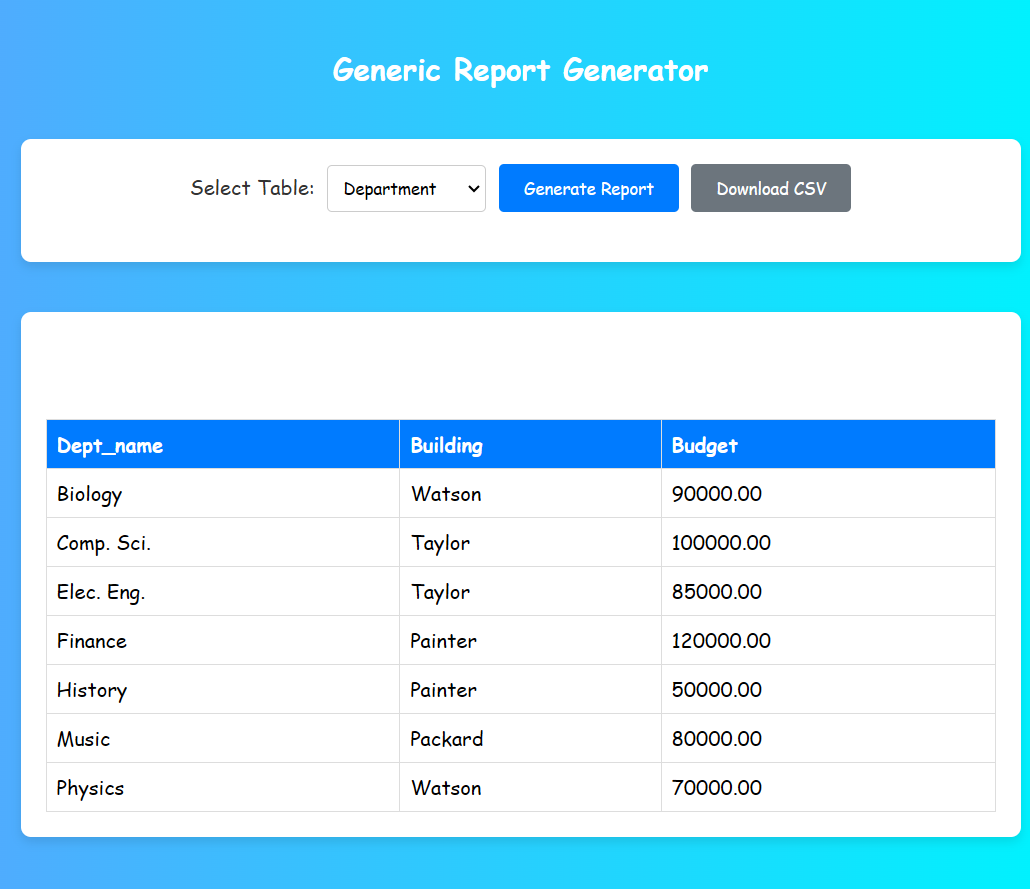 Generic Report Generator
Select Table: Department Generate Report Download CSV
Dept_name Building Budget
Biology Watson 90000.00
Comp. Sci. Taylor 100000.00
Elec. Eng. Taylor 85000.00
Finance Painter 120000.00
History Painter 50000.00
Music Packard 80000.00
Physics Watson 70000.00